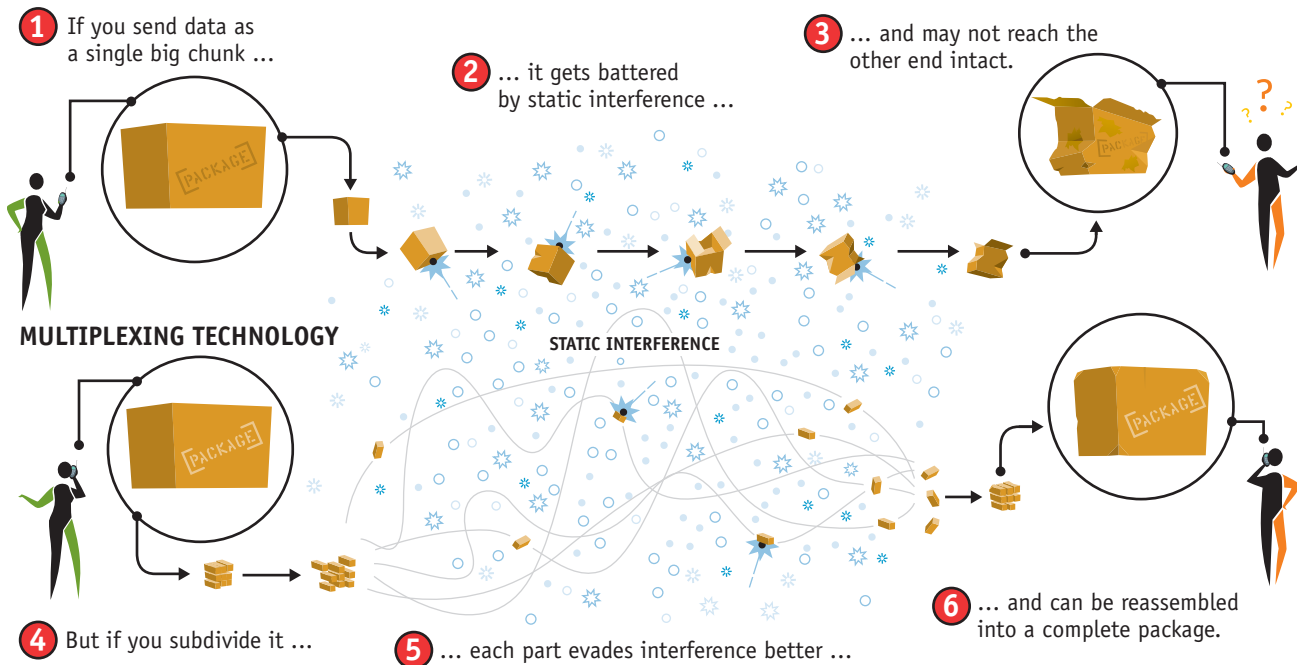 1 If you send data as
a single big chunk ...
2 ... it gets battered
by static interference ...
3 ... and may not reach the
other end intact.
[PACKAGE]
[PACKAGE]
? ? ?
MULTIPLEXING TECHNOLOGY
STATIC INTERFERENCE
[PACKAGE]
[PACKAGE]
4 But if you subdivide it ...
5 ... each part evades interference better ...
6 ... and can be reassembled
into a complete package.